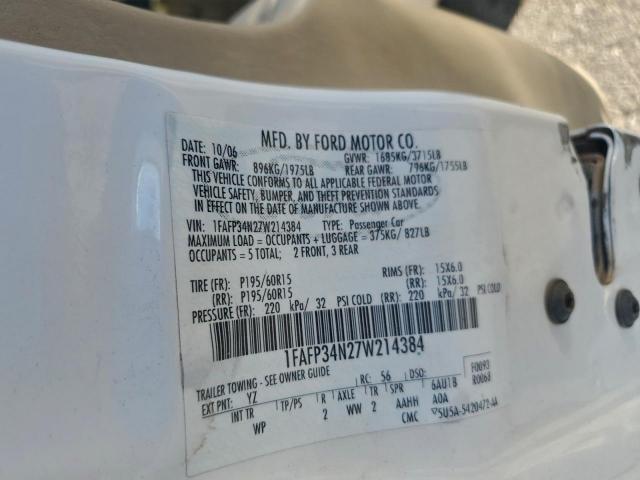 MFD. BY FORD MOTOR CO.
DATE: 10/06 GVWR: 1685KG/3715LB
FRONT GAWR: 896KG/1975LB REAR GAWR: 796KG/1755LB
THIS VEHICLE CONFORMS TO ALL APPLICABLE FEDERAL MOTOR
VEHICLE SAFETY, BUMPER, AND THEFT PREVENTION STANDARDS
IN EFFECT ON THE DATE OF MANUFACTURE SHOWN ABOVE.
VIN: 1FAFP34N27W214384 TYPE: Passenger Car
MAXIMUM LOAD = OCCUPANTS + LUGGAGE = 375KG/ 827LB
OCCUPANTS = 5 TOTAL; 2 FRONT, 3 REAR
TIRE (FR): P195/60R15 RIMS (FR): 15X6.0
(RR): P195/60R15 (RR): 15X6.0
PRESSURE (FR): 220 kPa/ 32 PSI COLD (RR): 220 kPa/ 32 PSI COLD
1FAFP34N27W214384
F0093
R0068
TRAILER TOWING - SEE OWNER GUIDE
EXT PNT: YZ RC: 56 DSO:
INT TR TP/PS R AXLE TR SPR 6AU1B
WP 2 WW 2 AAHH A0A
CMC 5U5A-5420472-AA